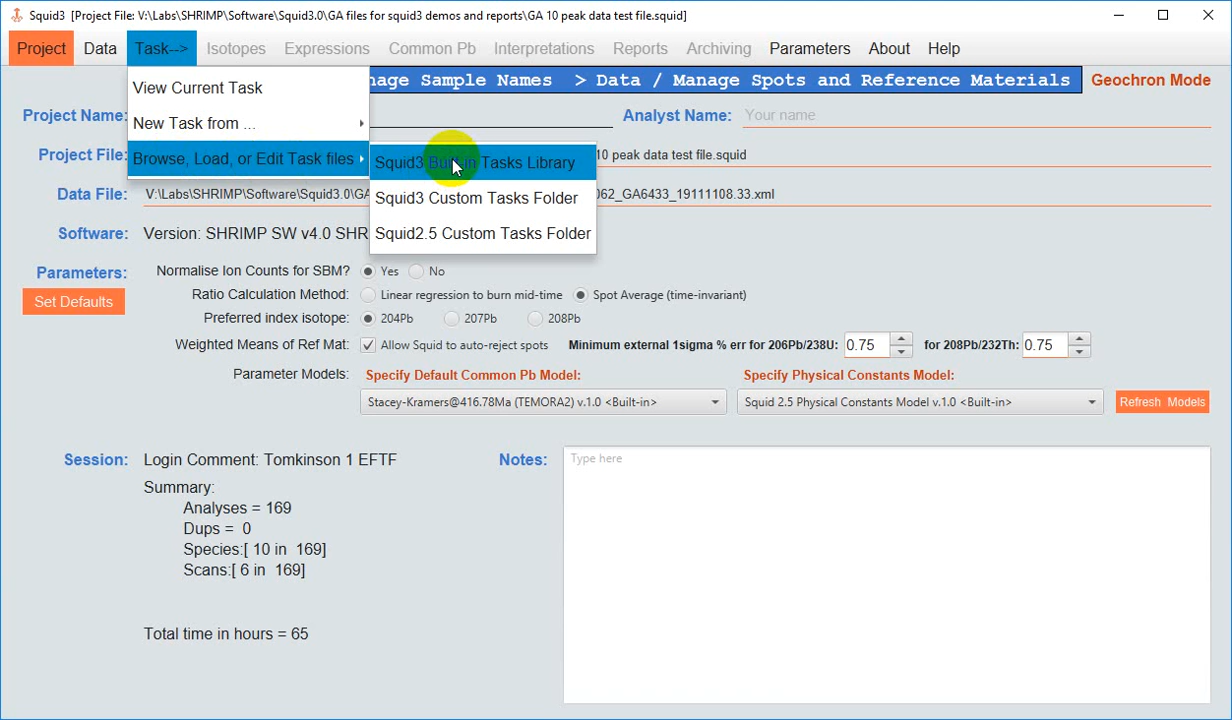 Squid3 [Project File: V:\Labs\SHRIMP\Software\Squid3.0\GA files for squid3 demos and reports\GA 10 peak data test file.squid]
Project Data Task--> Isotopes Expressions Common Pb Interpretations Reports Archiving Parameters About Help
nage Sample Names > Data / Manage Spots and Reference Materials Geochron Mode
View Current Task
New Task from ...
Browse, Load, or Edit Task files
Squid3 Built-in Tasks Library
Squid3 Custom Tasks Folder
Squid2.5 Custom Tasks Folder
Project Name: Analyst Name: Your name
Project File: 10 peak data test file.squid
Data File: V:\Labs\SHRIMP\Software\Squid3.0\GA 062_GA6433_19111108.33.xml
Software: Version: SHRIMP SW v4.0 SHR
Parameters: Normalise Ion Counts for SBM? Yes No
Set Defaults Ratio Calculation Method: Linear regression to burn mid-time Spot Average (time-invariant)
Preferred index isotope: 204Pb 207Pb 208Pb
Weighted Means of Ref Mat: Allow Squid to auto-reject spots Minimum external 1sigma % err for 206Pb/238U: 0.75 for 208Pb/232Th: 0.75
Parameter Models: Specify Default Common Pb Model: Specify Physical Constants Model:
Stacey-Kramers@416.78Ma (TEMORA2) v.1.0 <Built-in> Squid 2.5 Physical Constants Model v.1.0 <Built-in> Refresh Models
Session: Login Comment: Tomkinson 1 EFTF Notes: Type here
Summary:
Analyses = 169
Dups = 0
Species:[ 10 in 169]
Scans:[ 6 in 169]
Total time in hours = 65